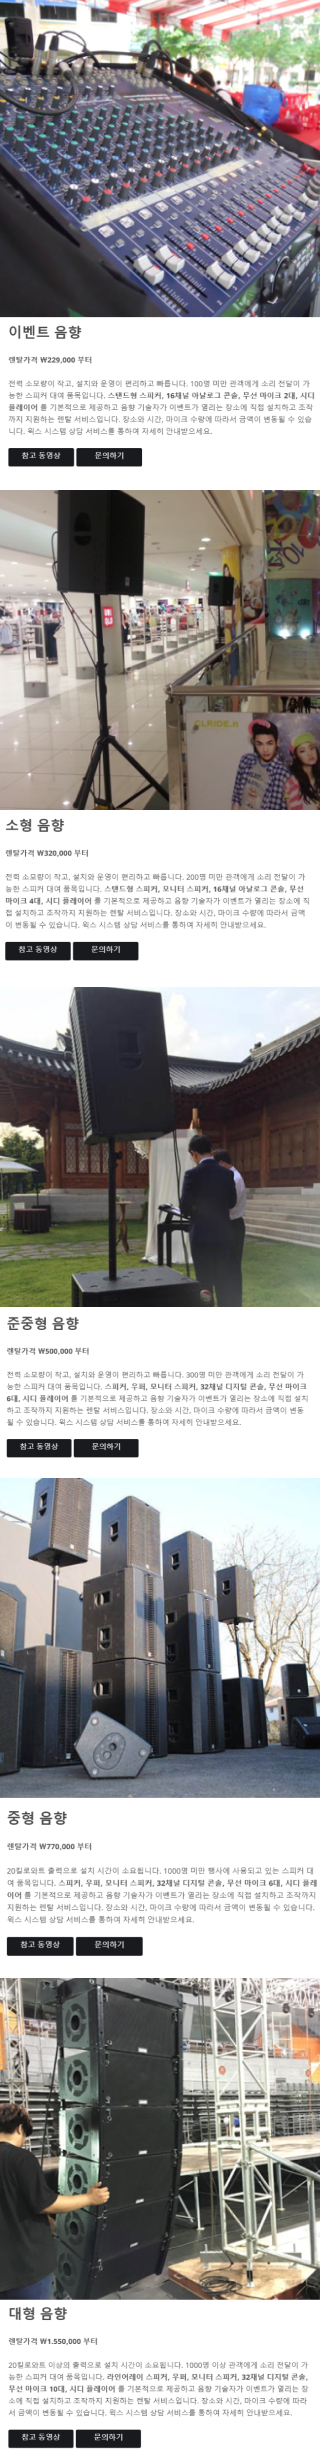 이벤트 음향
렌탈가격 ₩229,000 부터
전력 소모량이 작고, 설치와 운영이 편리하고 빠릅니다. 100명 미만 관객에게 소리 전달이 가
능한 스피커 대여 품목입니다. 스탠드형 스피커, 16채널 아날로그 콘솔, 무선 마이크 2대, 시디
플레이어 를 기본적으로 제공하고 음향 기술자가 이벤트가 열리는 장소에 직접 설치하고 조작
까지 지원하는 렌탈 서비스입니다. 장소와 시간, 마이크 수량에 따라서 금액이 변동될 수 있습
니다. 윅스 시스템 상담 서비스를 통하여 자세히 안내받으세요.
참고 동영상 문의하기
CLRIDE.n
소형 음향
렌탈가격 ₩320,000 부터
전력 소모량이 작고, 설치와 운영이 편리하고 빠릅니다. 200명 미만 관객에게 소리 전달이 가
능한 스피커 대여 품목입니다. 스탠드형 스피커, 모니터 스피커, 16채널 아날로그 콘솔, 무선
마이크 4대, 시디 플레이어 를 기본적으로 제공하고 음향 기술자가 이벤트가 열리는 장소에 직
접 설치하고 조작까지 지원하는 렌탈 서비스입니다. 장소와 시간, 마이크 수량에 따라서 금액
이 변동될 수 있습니다. 윅스 시스템 상담 서비스를 통하여 자세히 안내받으세요.
참고 동영상 문의하기
준중형 음향
렌탈가격 ₩500,000 부터
전력 소모량이 작고, 설치와 운영이 편리하고 빠릅니다. 300명 미만 관객에게 소리 전달이 가
능한 스피커 대여 품목입니다. 스피커, 우퍼, 모니터 스피커, 32채널 디지털 콘솔, 무선 마이크
6대, 시디 플레이어 를 기본적으로 제공하고 음향 기술자가 이벤트가 열리는 장소에 직접 설치
하고 조작까지 지원하는 렌탈 서비스입니다. 장소와 시간, 마이크 수량에 따라서 금액이 변동
될 수 있습니다. 윅스 시스템 상담 서비스를 통하여 자세히 안내받으세요.
참고 동영상 문의하기
중형 음향
렌탈가격 ₩770,000 부터
20킬로와트 출력으로 설치 시간이 소요됩니다. 1000명 미만 행사에 사용되고 있는 스피커 대
여 품목입니다. 스피커, 우퍼, 모니터 스피커, 32채널 디지털 콘솔, 무선 마이크 6대, 시디 플레
이어 를 기본적으로 제공하고 음향 기술자가 이벤트가 열리는 장소에 직접 설치하고 조작까지
지원하는 렌탈 서비스입니다. 장소와 시간, 마이크 수량에 따라서 금액이 변동될 수 있습니다.
윅스 시스템 상담 서비스를 통하여 자세히 안내받으세요.
참고 동영상 문의하기
대형 음향
렌탈가격 ₩1,550,000 부터
20킬로와트 이상의 출력으로 설치 시간이 소요됩니다. 1000명 이상 관객에게 소리 전달이 가
능한 스피커 대여 품목입니다. 라인어레이 스피커, 우퍼, 모니터 스피커, 32채널 디지털 콘솔,
무선 마이크 10대, 시디 플레이어 를 기본적으로 제공하고 음향 기술자가 이벤트가 열리는 장
소에 직접 설치하고 조작까지 지원하는 렌탈 서비스입니다. 장소와 시간, 마이크 수량에 따라
서 금액이 변동될 수 있습니다. 윅스 시스템 상담 서비스를 통하여 자세히 안내받으세요.
참고 동영상 문의하기